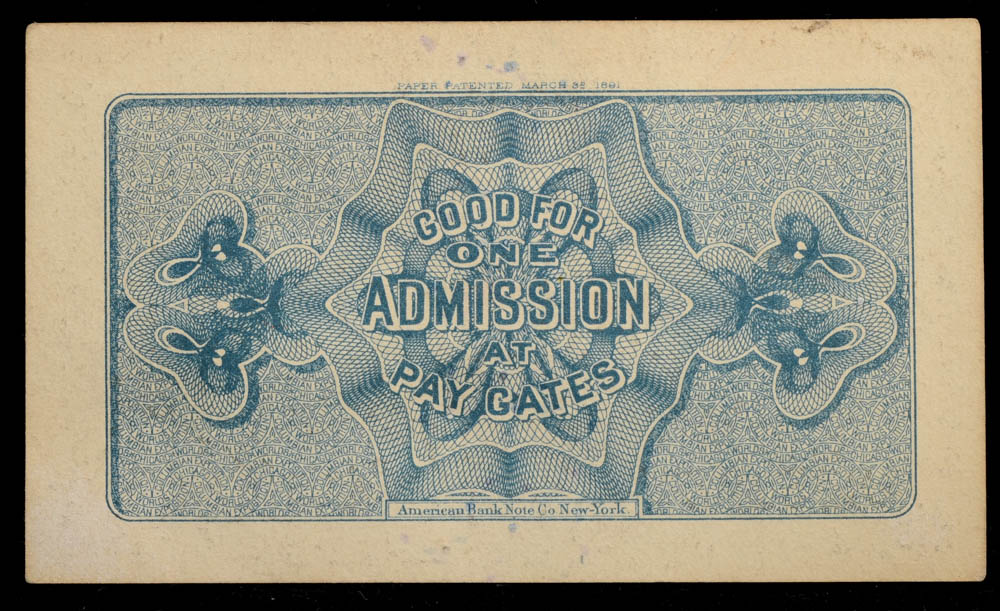 PAPER PATENTED MARCH 3D 1891
GOOD FOR
ONE
ADMISSION
AT
PAY GATES
American Bank Note Co New-York.